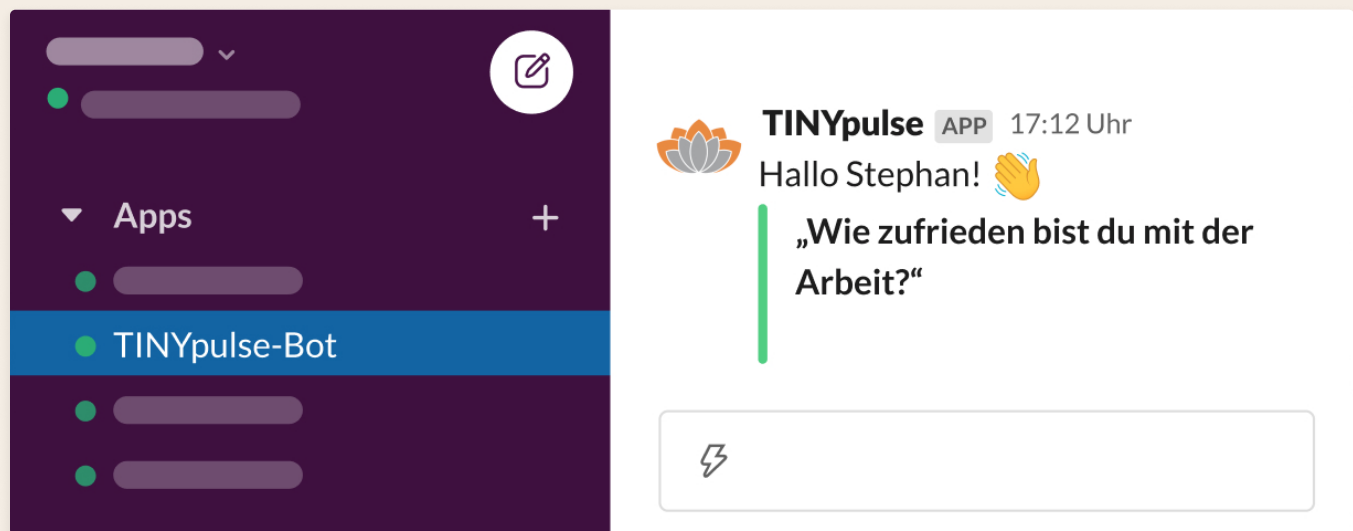 Apps
TINYpulse-Bot
TINYpulse APP 17:12 Uhr
Hallo Stephan! 👋
„Wie zufrieden bist du mit der
Arbeit?“